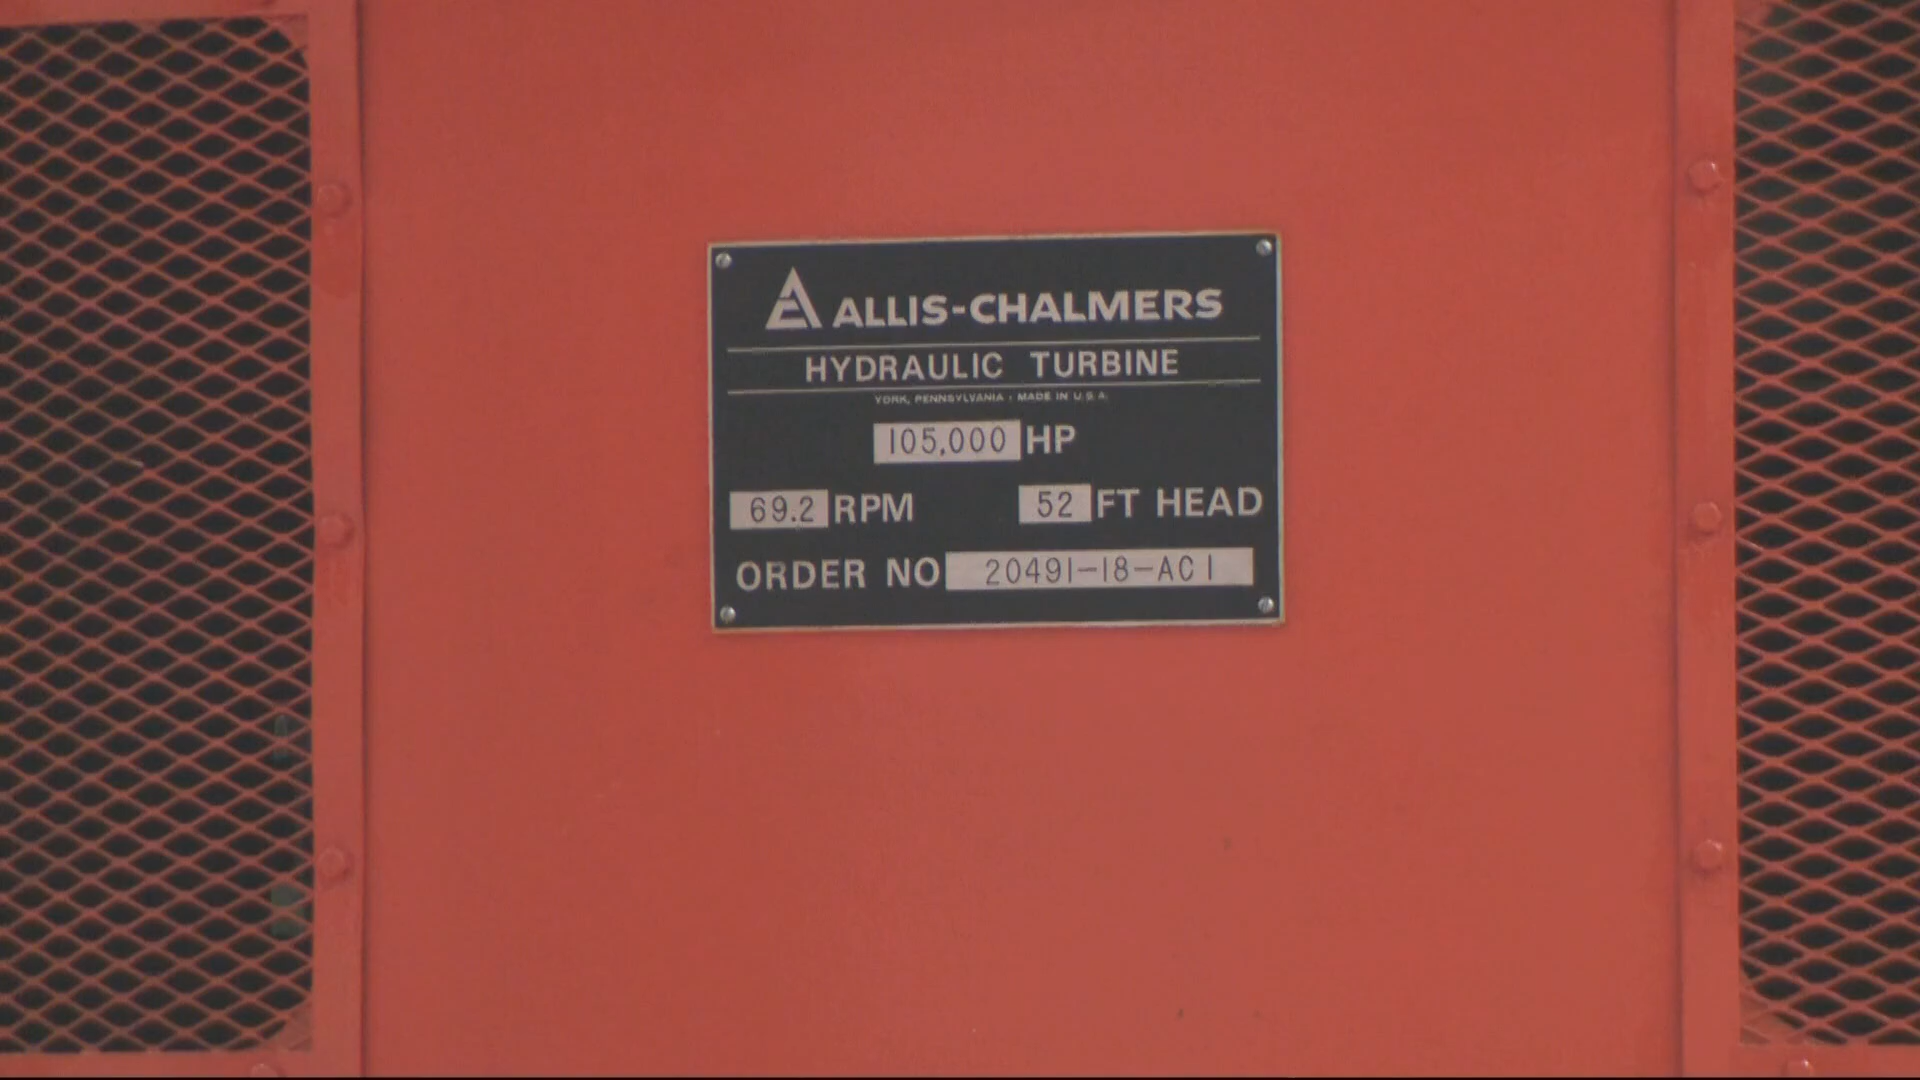 ALLIS-CHALMERS
HYDRAULIC TURBINE
YORK, PENNSYLVANIA · MADE IN U.S.A.
105,000 HP
69.2 RPM 52 FT HEAD
ORDER NO 20491-18-AC1